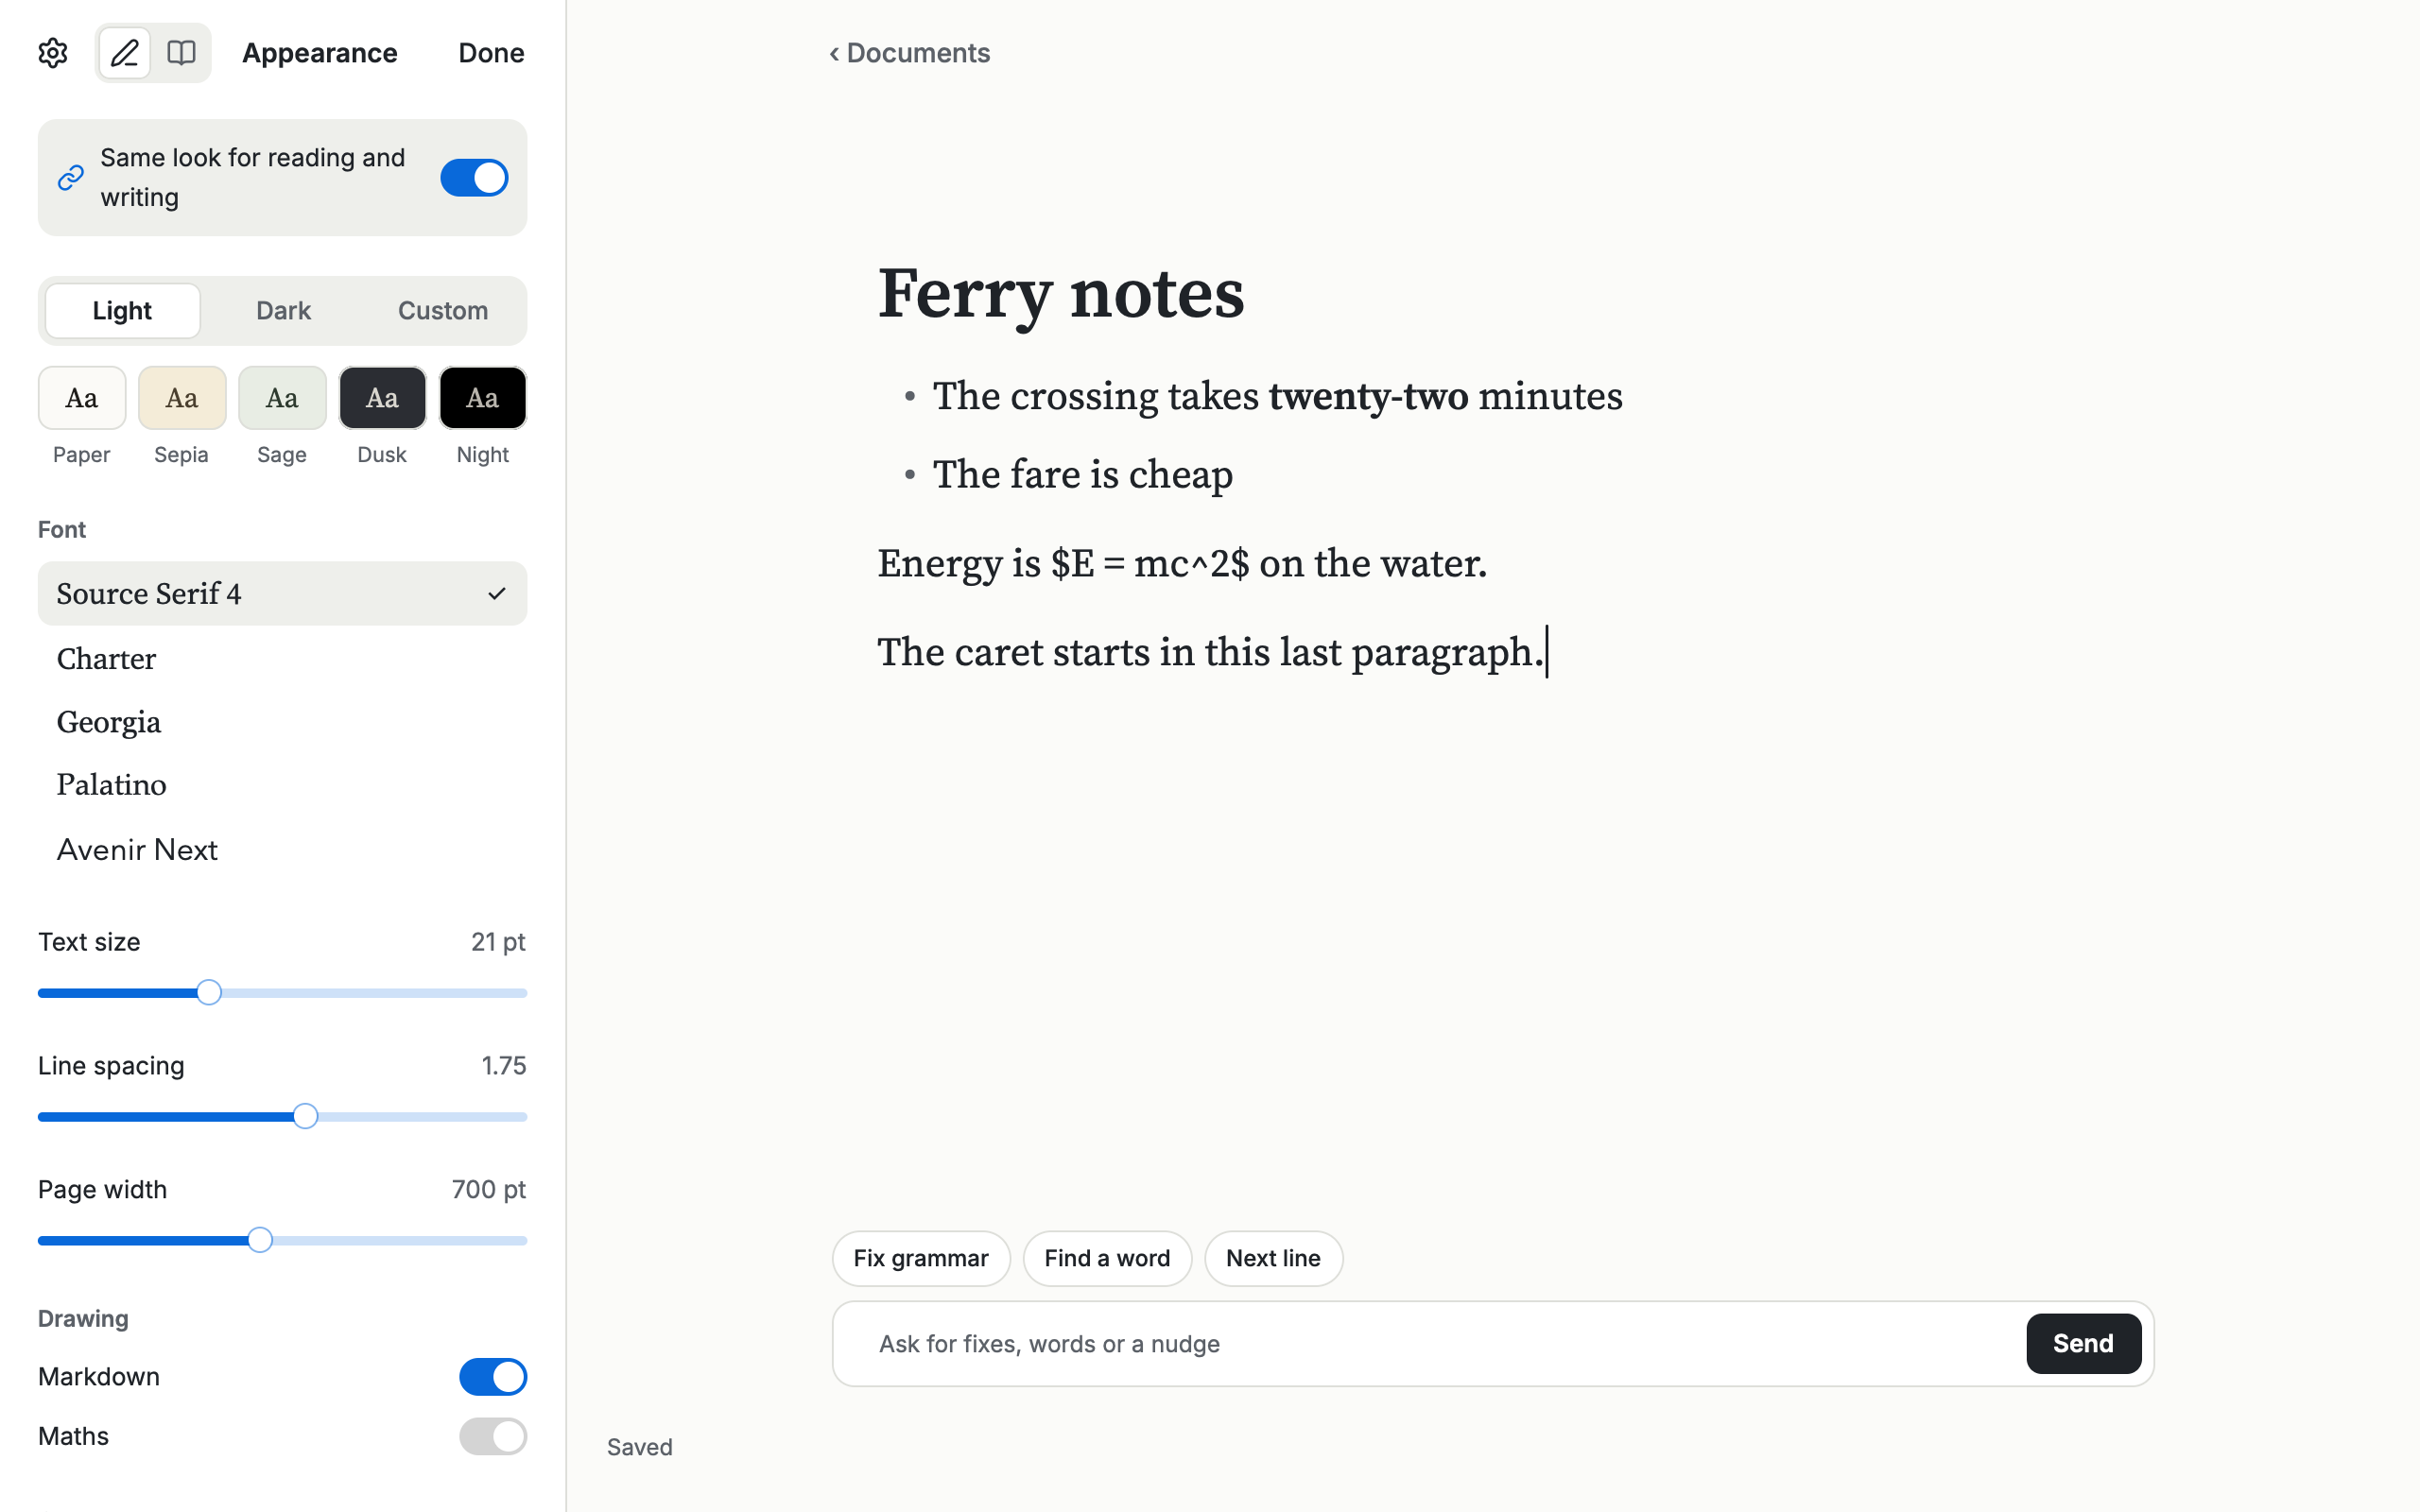 Appearance
Done
‹ Documents
Same look for reading and
writing
Light
Dark
Custom
Aa
Aa
Aa
Aa
Aa
Paper
Sepia
Sage
Dusk
Night
Font
Source Serif 4
Charter
Georgia
Palatino
Avenir Next
Text size
21 pt
Line spacing
1.75
Page width
700 pt
Drawing
Markdown
Maths
Ferry notes
• The crossing takes twenty-two minutes
• The fare is cheap
Energy is $E = mc^2$ on the water.
The caret starts in this last paragraph.
Fix grammar
Find a word
Next line
Ask for fixes, words or a nudge
Send
Saved